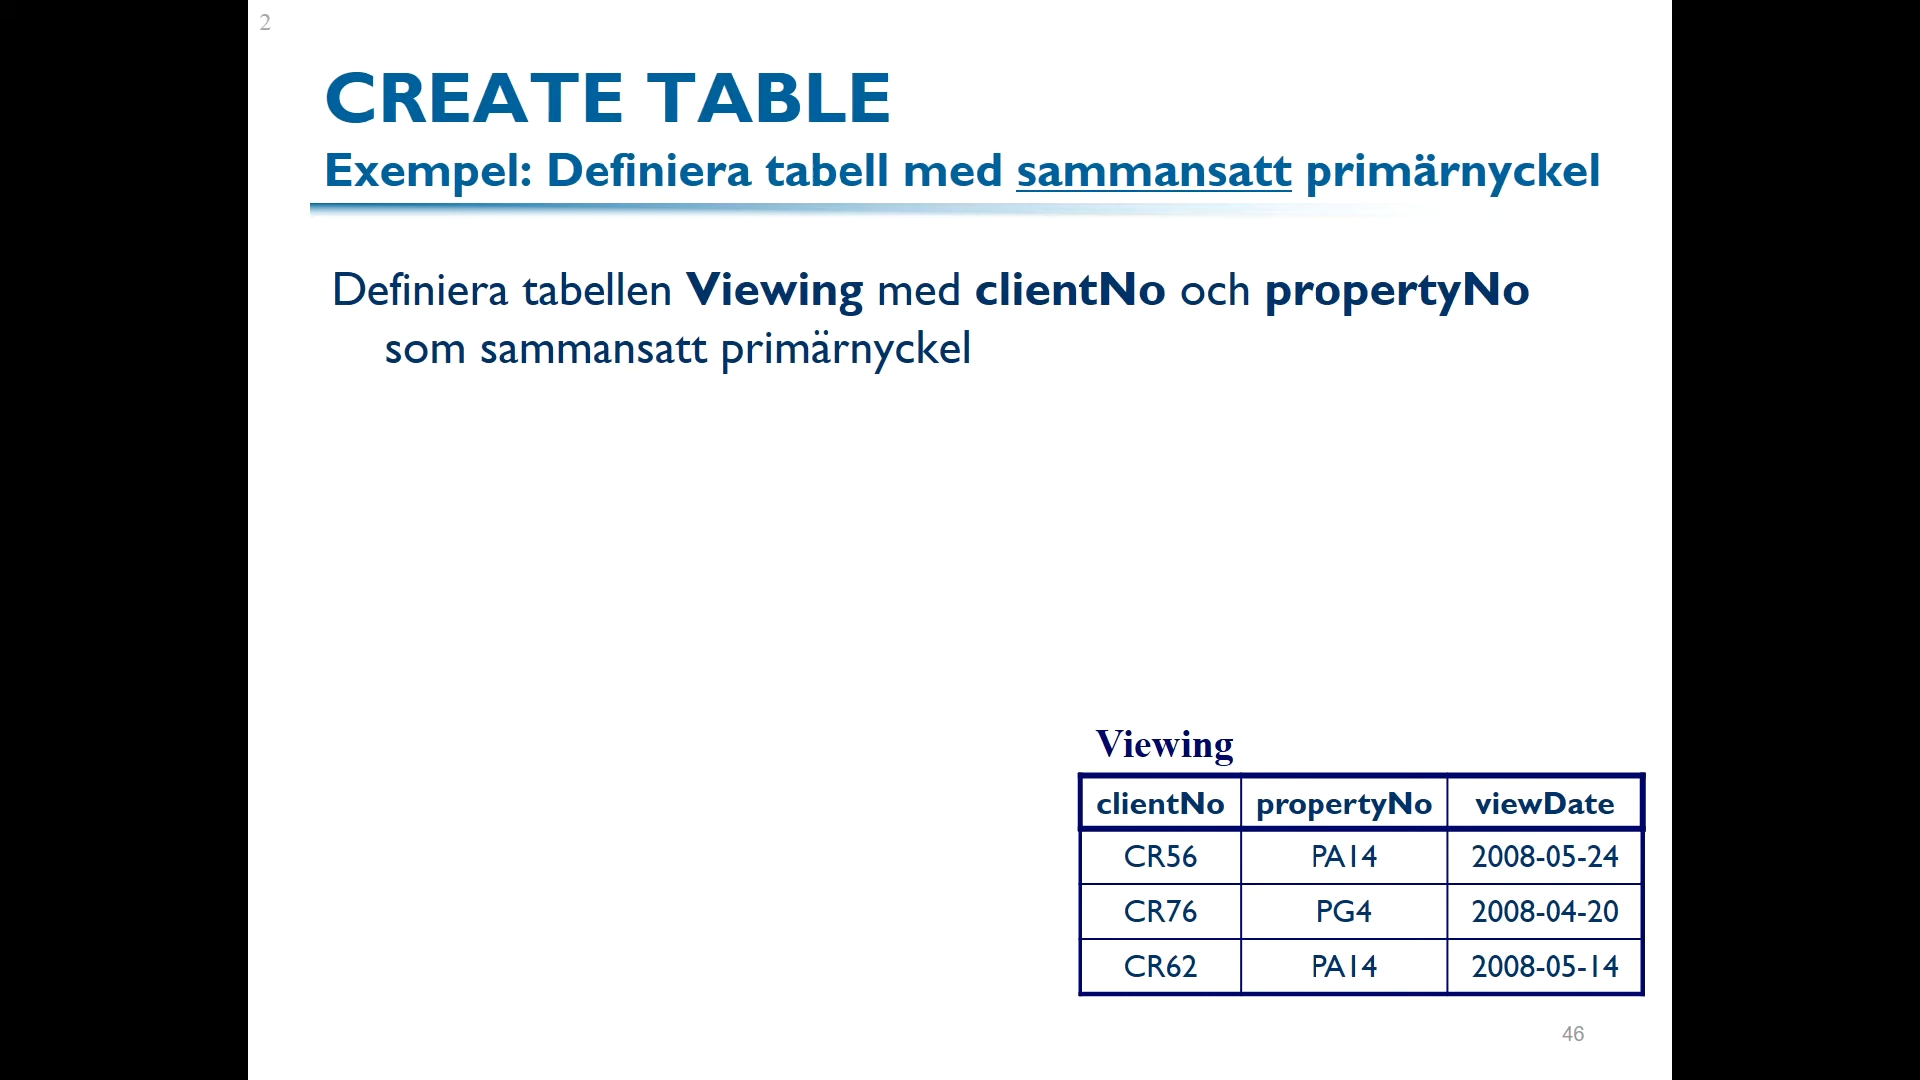 2
CREATE TABLE
Exempel: Definiera tabell med sammansatt primärnyckel
Definiera tabellen Viewing med clientNo och propertyNo
som sammansatt primärnyckel
Viewing
clientNo propertyNo viewDate
CR56 PA14 2008-05-24
CR76 PG4 2008-04-20
CR62 PA14 2008-05-14
46